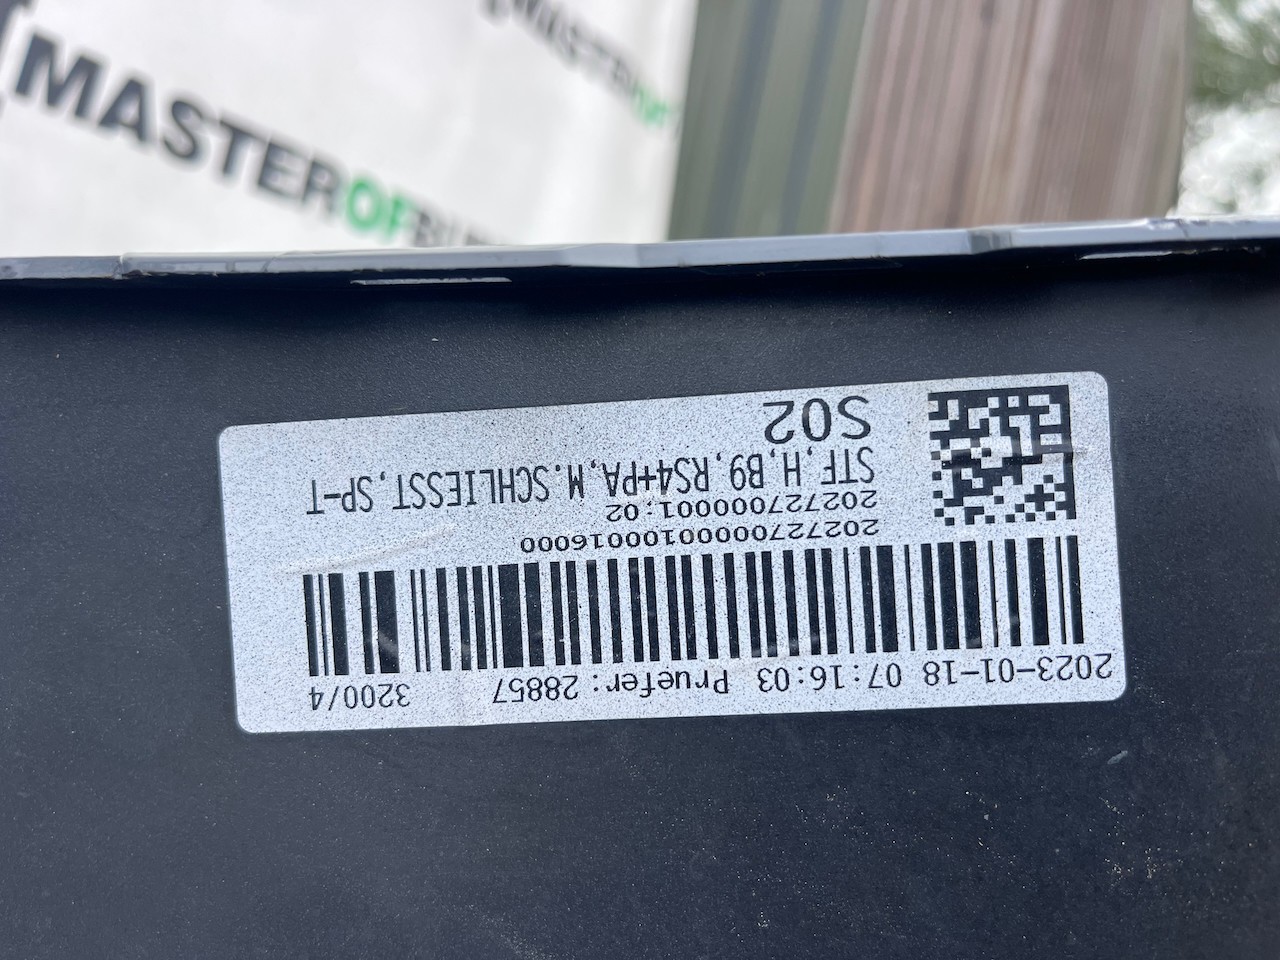 MASTEROF
2023-01-18 07:16:03 Pruefer: 28857 3200/4
20272700000100016000
202727000001:02
STF,H,B9,RS4+PA,M.SCHLIESST,SP-T
S02